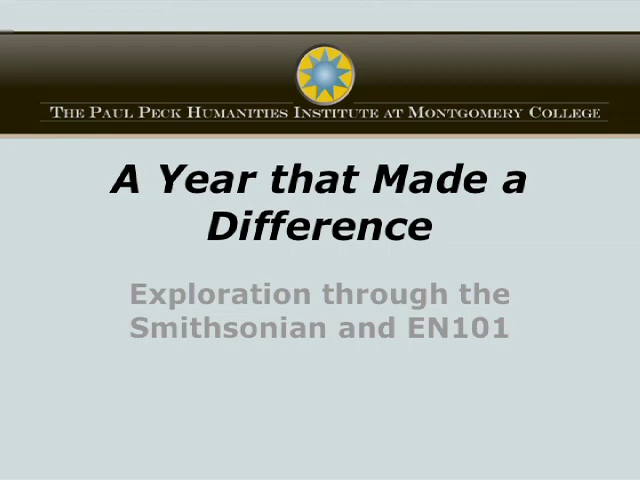 The Paul Peck Humanities Institute at Montgomery College
A Year that Made a
Difference
Exploration through the
Smithsonian and EN101